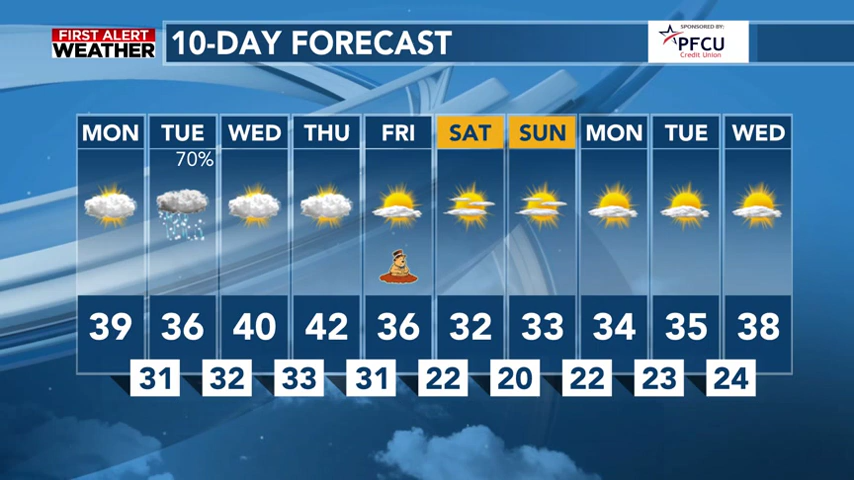 FIRST ALERT
WEATHER
10-DAY FORECAST
SPONSORED BY:
PFCU
Credit Union
MON TUE WED THU FRI SAT SUN MON TUE WED
70%
39 36 40 42 36 32 33 34 35 38
31 32 33 31 22 20 22 23 24